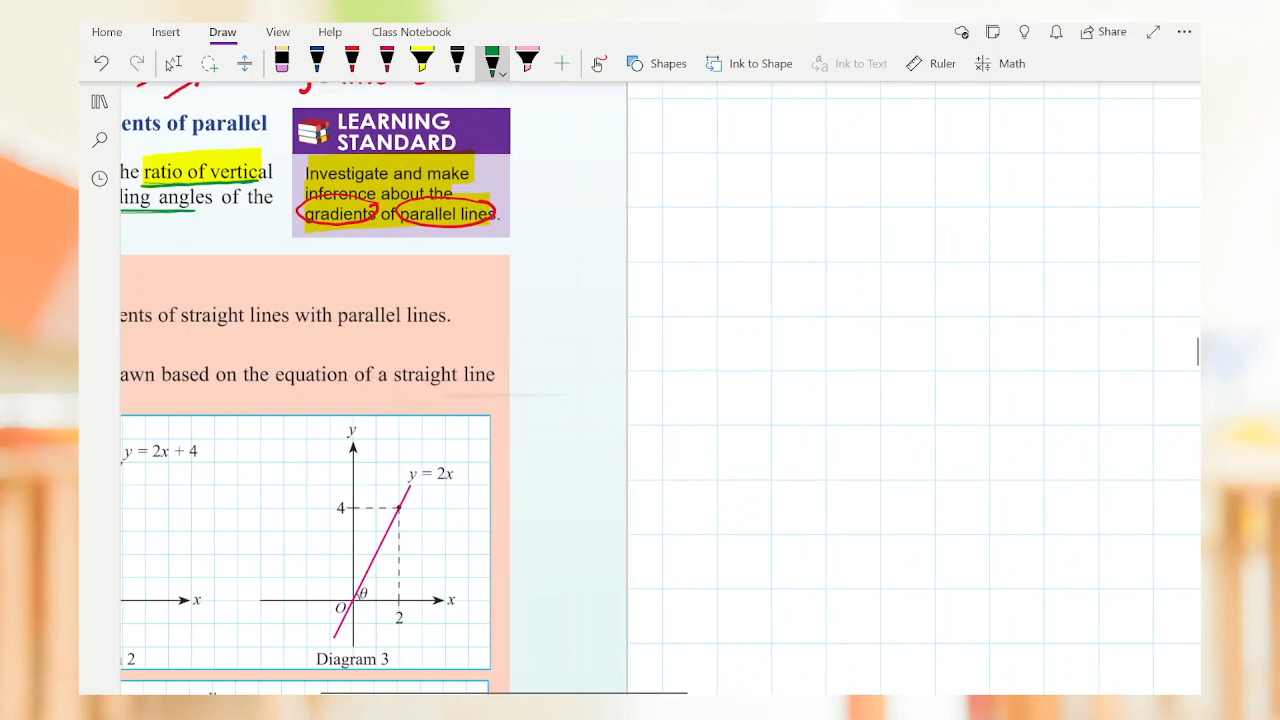 Home Insert Draw View Help Class Notebook
Share
Shapes Ink to Shape Ink to Text Ruler Math
ents of parallel
he ratio of vertical
ding angles of the
LEARNING
STANDARD
Investigate and make
inference about the
gradients of parallel lines.
ents of straight lines with parallel lines.
awn based on the equation of a straight line
y = 2x + 4
x
2
y
y = 2x
4
θ
O
x
2
Diagram 3